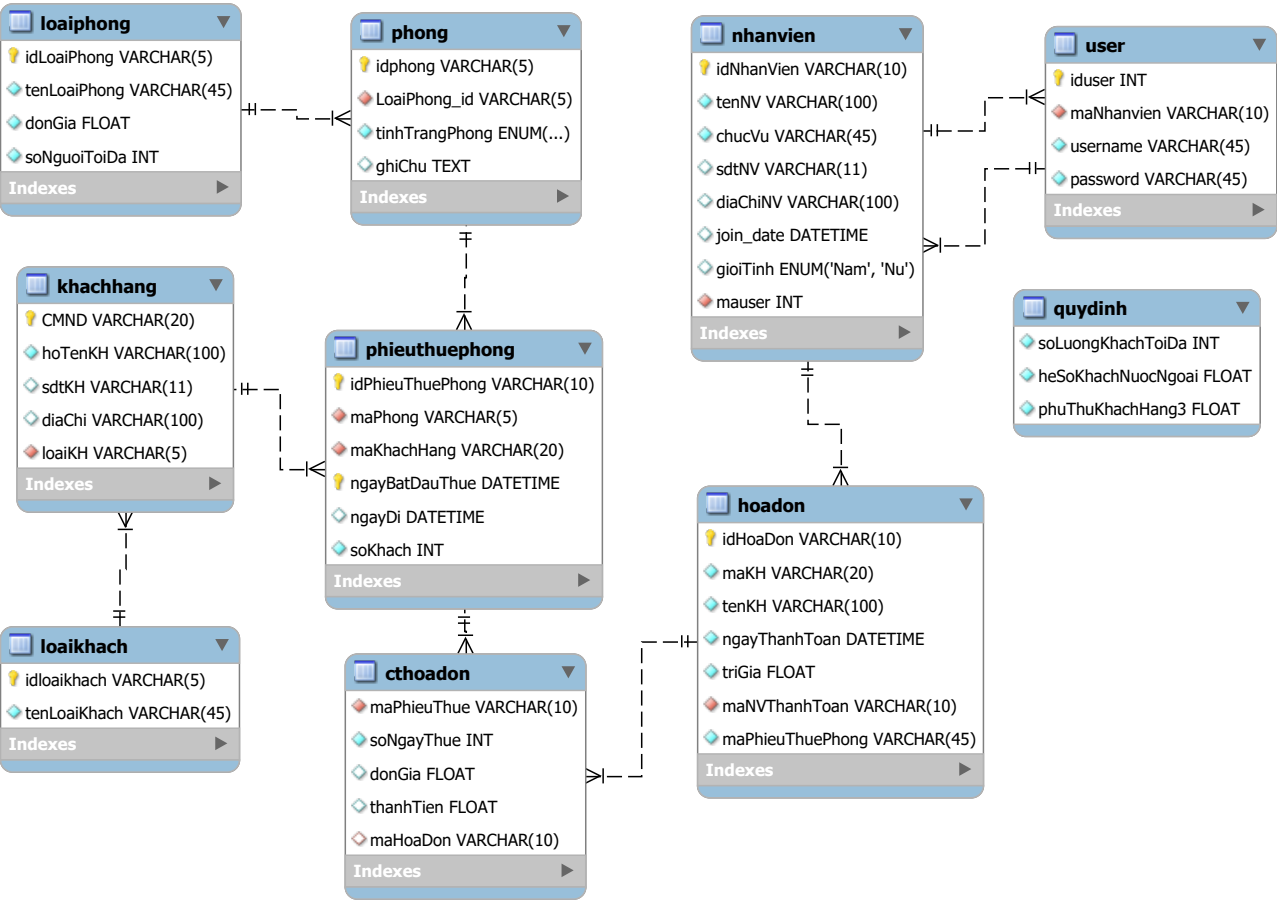 loaiphong
idLoaiPhong VARCHAR(5)
tenLoaiPhong VARCHAR(45)
donGia FLOAT
soNguoiToiDa INT
Indexes
phong
idphong VARCHAR(5)
LoaiPhong_id VARCHAR(5)
tinhTrangPhong ENUM(...)
ghiChu TEXT
Indexes
nhanvien
idNhanVien VARCHAR(10)
tenNV VARCHAR(100)
chucVu VARCHAR(45)
sdtNV VARCHAR(11)
diaChiNV VARCHAR(100)
join_date DATETIME
gioiTinh ENUM('Nam', 'Nu')
mauser INT
Indexes
user
iduser INT
maNhanvien VARCHAR(10)
username VARCHAR(45)
password VARCHAR(45)
Indexes
khachhang
CMND VARCHAR(20)
hoTenKH VARCHAR(100)
sdtKH VARCHAR(11)
diaChi VARCHAR(100)
loaiKH VARCHAR(5)
Indexes
phieuthuephong
idPhieuThuePhong VARCHAR(10)
maPhong VARCHAR(5)
maKhachHang VARCHAR(20)
ngayBatDauThue DATETIME
ngayDi DATETIME
soKhach INT
Indexes
quydinh
soLuongKhachToiDa INT
heSoKhachNuocNgoai FLOAT
phuThuKhachHang3 FLOAT
loaikhach
idloaikhach VARCHAR(5)
tenLoaiKhach VARCHAR(45)
Indexes
cthoadon
maPhieuThue VARCHAR(10)
soNgayThue INT
donGia FLOAT
thanhTien FLOAT
maHoaDon VARCHAR(10)
Indexes
hoadon
idHoaDon VARCHAR(10)
maKH VARCHAR(20)
tenKH VARCHAR(100)
ngayThanhToan DATETIME
triGia FLOAT
maNVThanhToan VARCHAR(10)
maPhieuThuePhong VARCHAR(45)
Indexes